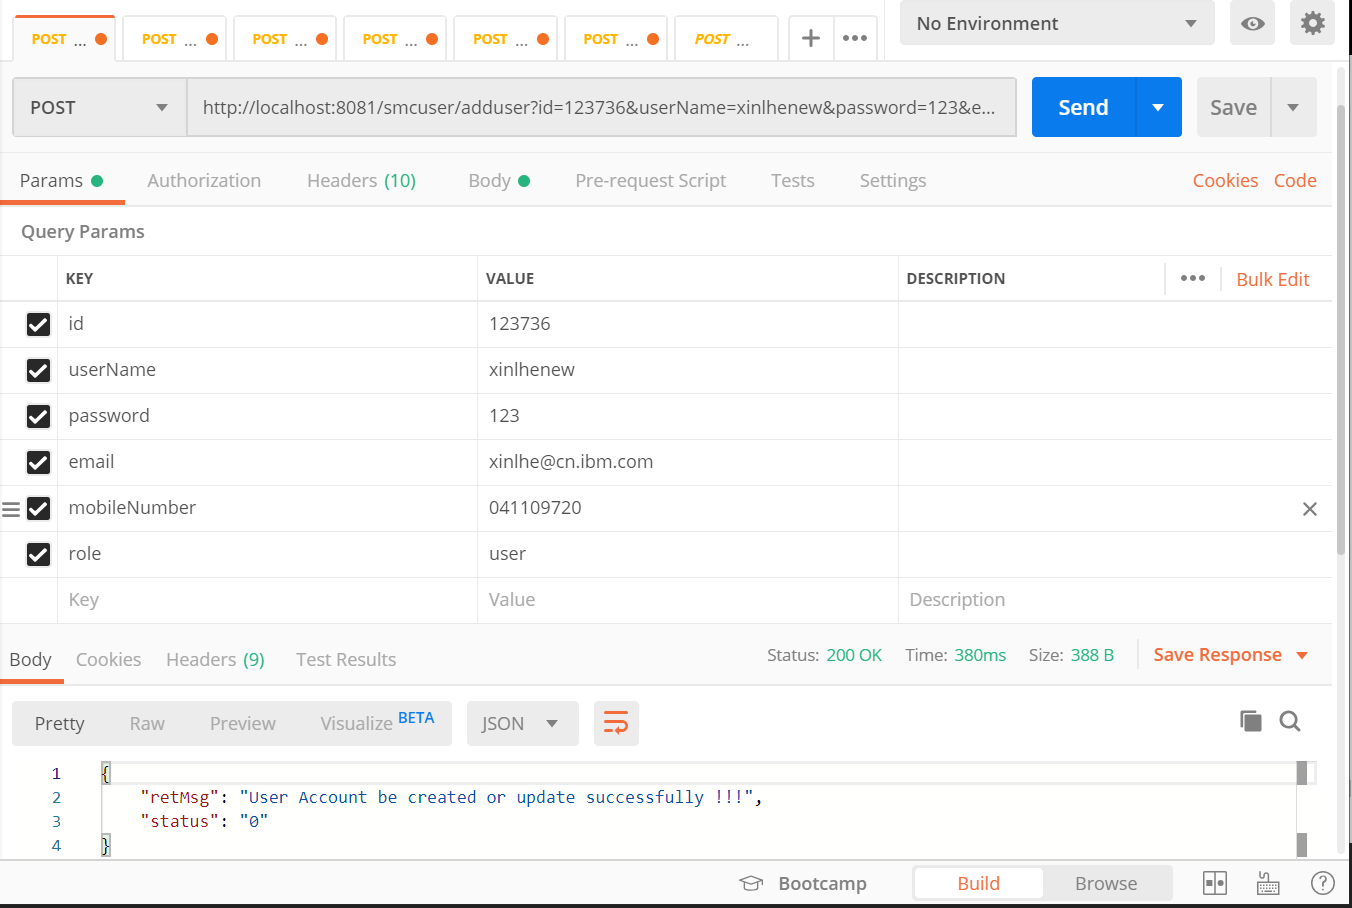 POST ... POST ... POST ... POST ... POST ... POST ... POST ... No Environment
POST http://localhost:8081/smcuser/adduser?id=123736&userName=xinlhenew&password=123&e... Send Save
Params Authorization Headers (10) Body Pre-request Script Tests Settings Cookies Code
Query Params
KEY VALUE DESCRIPTION ••• Bulk Edit
id 123736
userName xinlhenew
password 123
email xinlhe@cn.ibm.com
mobileNumber 041109720
role user
Key Value Description
Body Cookies Headers (9) Test Results Status: 200 OK Time: 380ms Size: 388 B Save Response
Pretty Raw Preview Visualize BETA JSON
1 {
2 "retMsg": "User Account be created or update successfully !!!",
3 "status": "0"
4 }
Bootcamp Build Browse